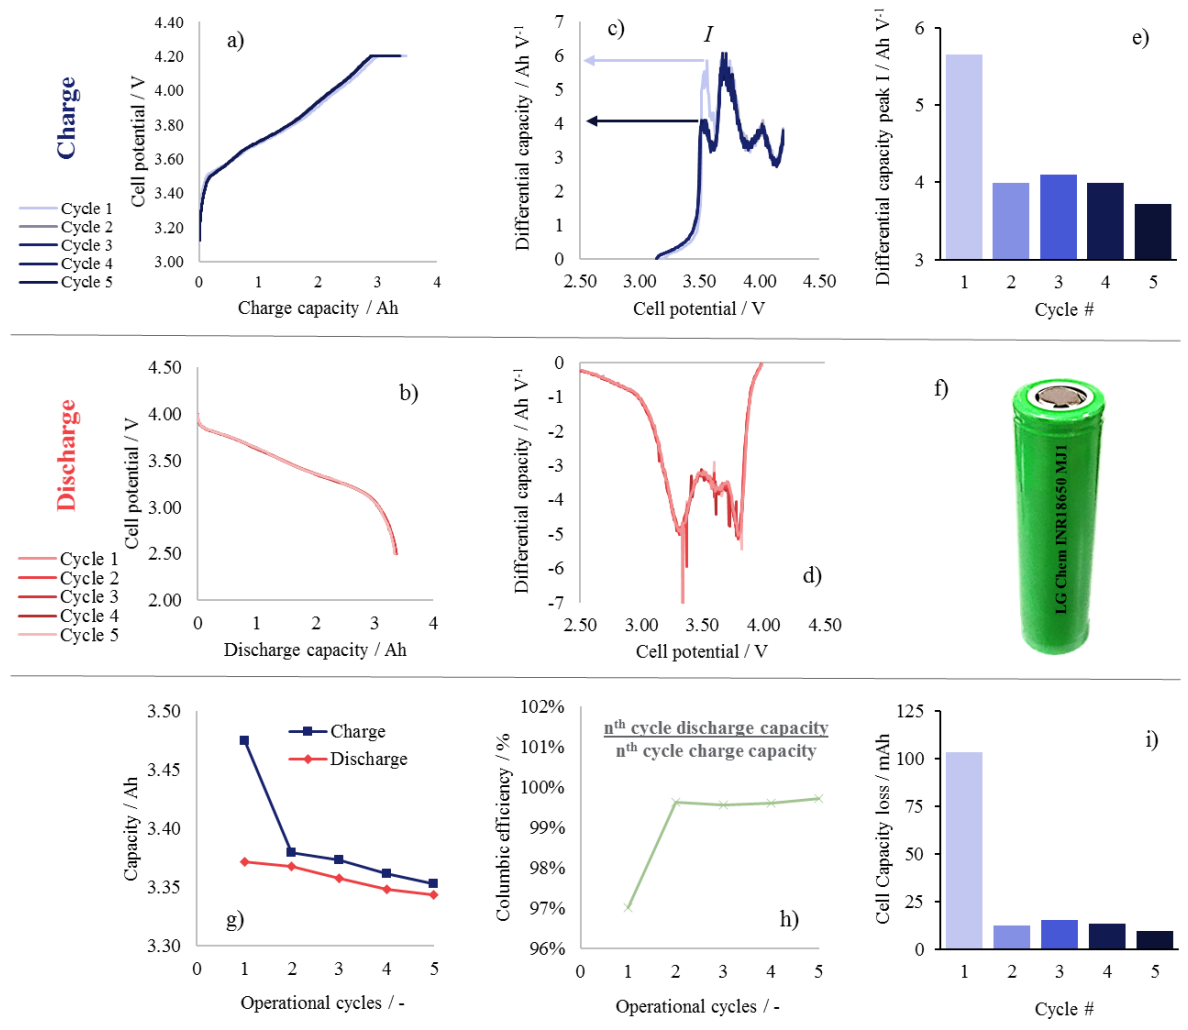 Charge
a)
4.20
4.40
4.20
4.00
3.80
3.60
3.40
3.20
3.00
Cell potential / V
0 1 2 3 4
Charge capacity / Ah
Cycle 1
Cycle 2
Cycle 3
Cycle 4
Cycle 5
c)
I
7
6
5
4
3
2
1
0
Differential capacity / Ah V-1
2.50 3.50 4.50
Cell potential / V
e)
6
5
4
3
Differential capacity peak I / Ah V-1
1 2 3 4 5
Cycle #
Discharge
b)
4.50
4.00
3.50
3.00
2.50
2.00
Cell potential / V
0 1 2 3 4
Discharge capacity / Ah
Cycle 1
Cycle 2
Cycle 3
Cycle 4
Cycle 5
d)
0
-1
-2
-3
-4
-5
-6
-7
Differential capacity / Ah V-1
2.50 3.00 3.50 4.00 4.50
Cell potential / V
f)
LG Chem INR18650 MJ1
g)
3.50
3.45
3.40
3.35
3.30
Capacity / Ah
Charge
Discharge
0 1 2 3 4 5
Operational cycles / -
h)
nth cycle discharge capacity
nth cycle charge capacity
102%
101%
100%
99%
98%
97%
96%
Columbic efficiency / %
0 1 2 3 4 5
Operational cycles / -
i)
125
100
75
50
25
0
Cell Capacity loss / mAh
1 2 3 4 5
Cycle #